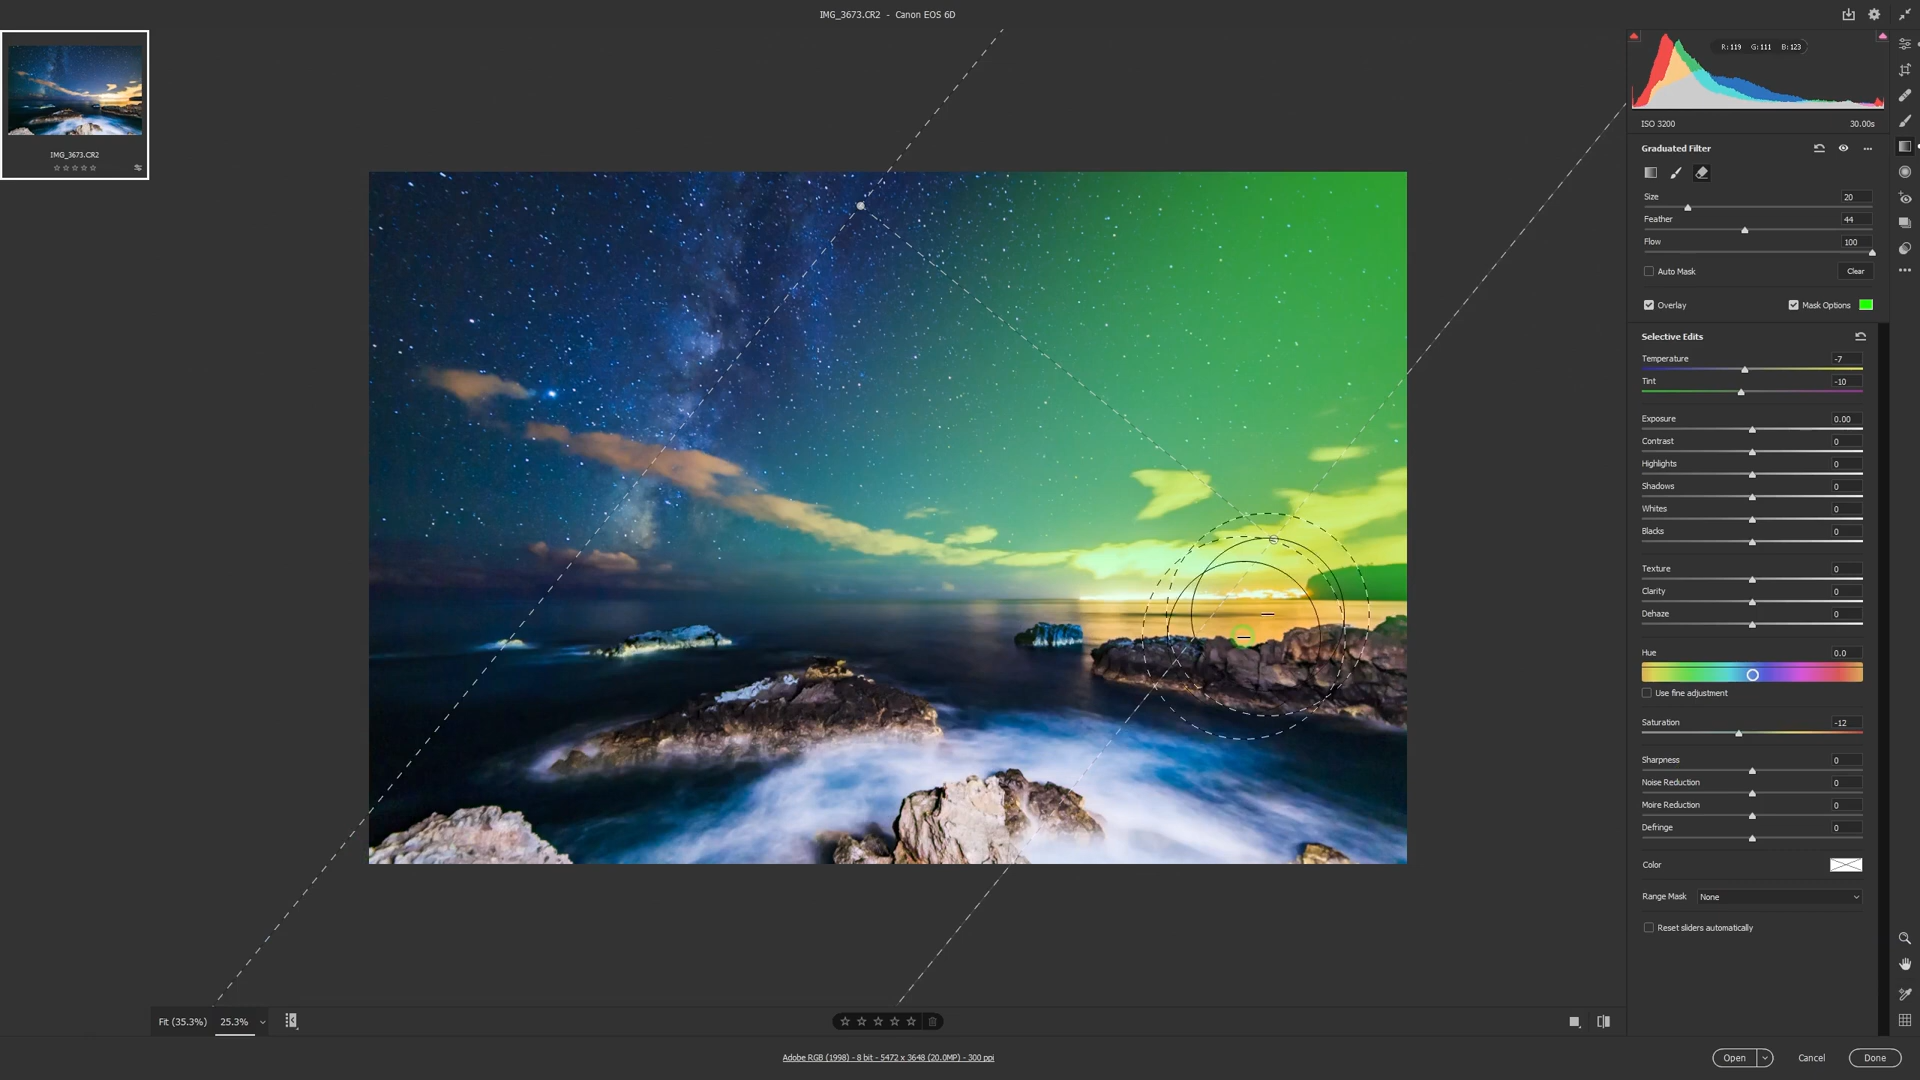 IMG_3673.CR2 - Canon EOS 6D
IMG_3673.CR2
R:119 G:111 B:123
ISO 3200 30.00s
Graduated Filter
Size 20
Feather 44
Flow 100
Auto Mask Clear
Overlay Mask Options
Selective Edits
Temperature -7
Tint -10
Exposure 0.00
Contrast 0
Highlights 0
Shadows 0
Whites 0
Blacks 0
Texture 0
Clarity 0
Dehaze 0
Hue 0.0
Use fine adjustment
Saturation -12
Sharpness 0
Noise Reduction 0
Moire Reduction 0
Defringe 0
Color
Range Mask None
Reset sliders automatically
Fit (35.3%) 25.3%
Adobe RGB (1998) - 8 bit - 5472 x 3648 (20.0MP) - 300 ppi
Open Cancel Done